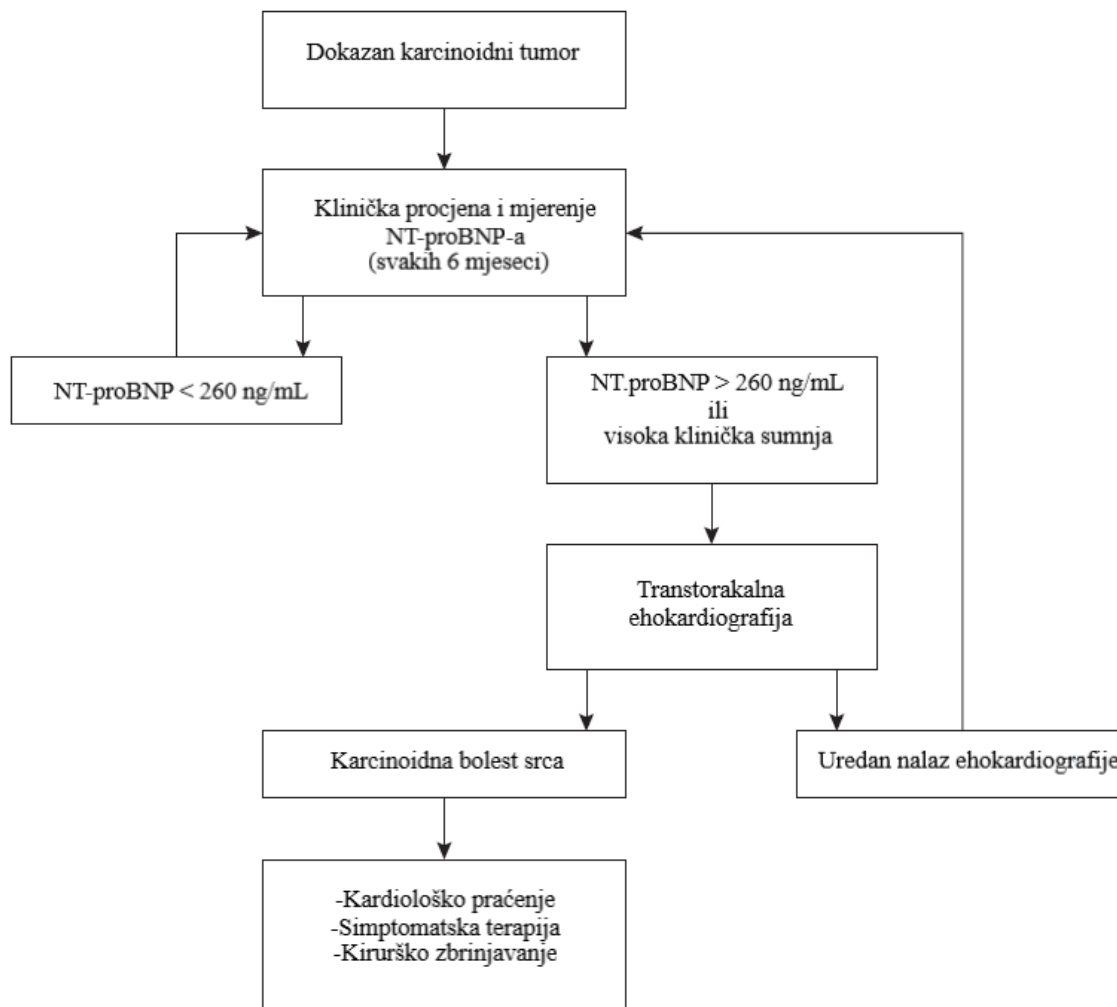 Dokazan karcinoidni tumor
Klinička procjena i mjerenje
NT-proBNP-a
(svakih 6 mjeseci)
NT-proBNP < 260 ng/mL
NT.proBNP > 260 ng/mL
ili
visoka klinička sumnja
Transtorakalna
ehokardiografija
Karcinoidna bolest srca
Uredan nalaz ehokardiografije
-Kardiološko praćenje
-Simptomatska terapija
-Kirurško zbrinjavanje